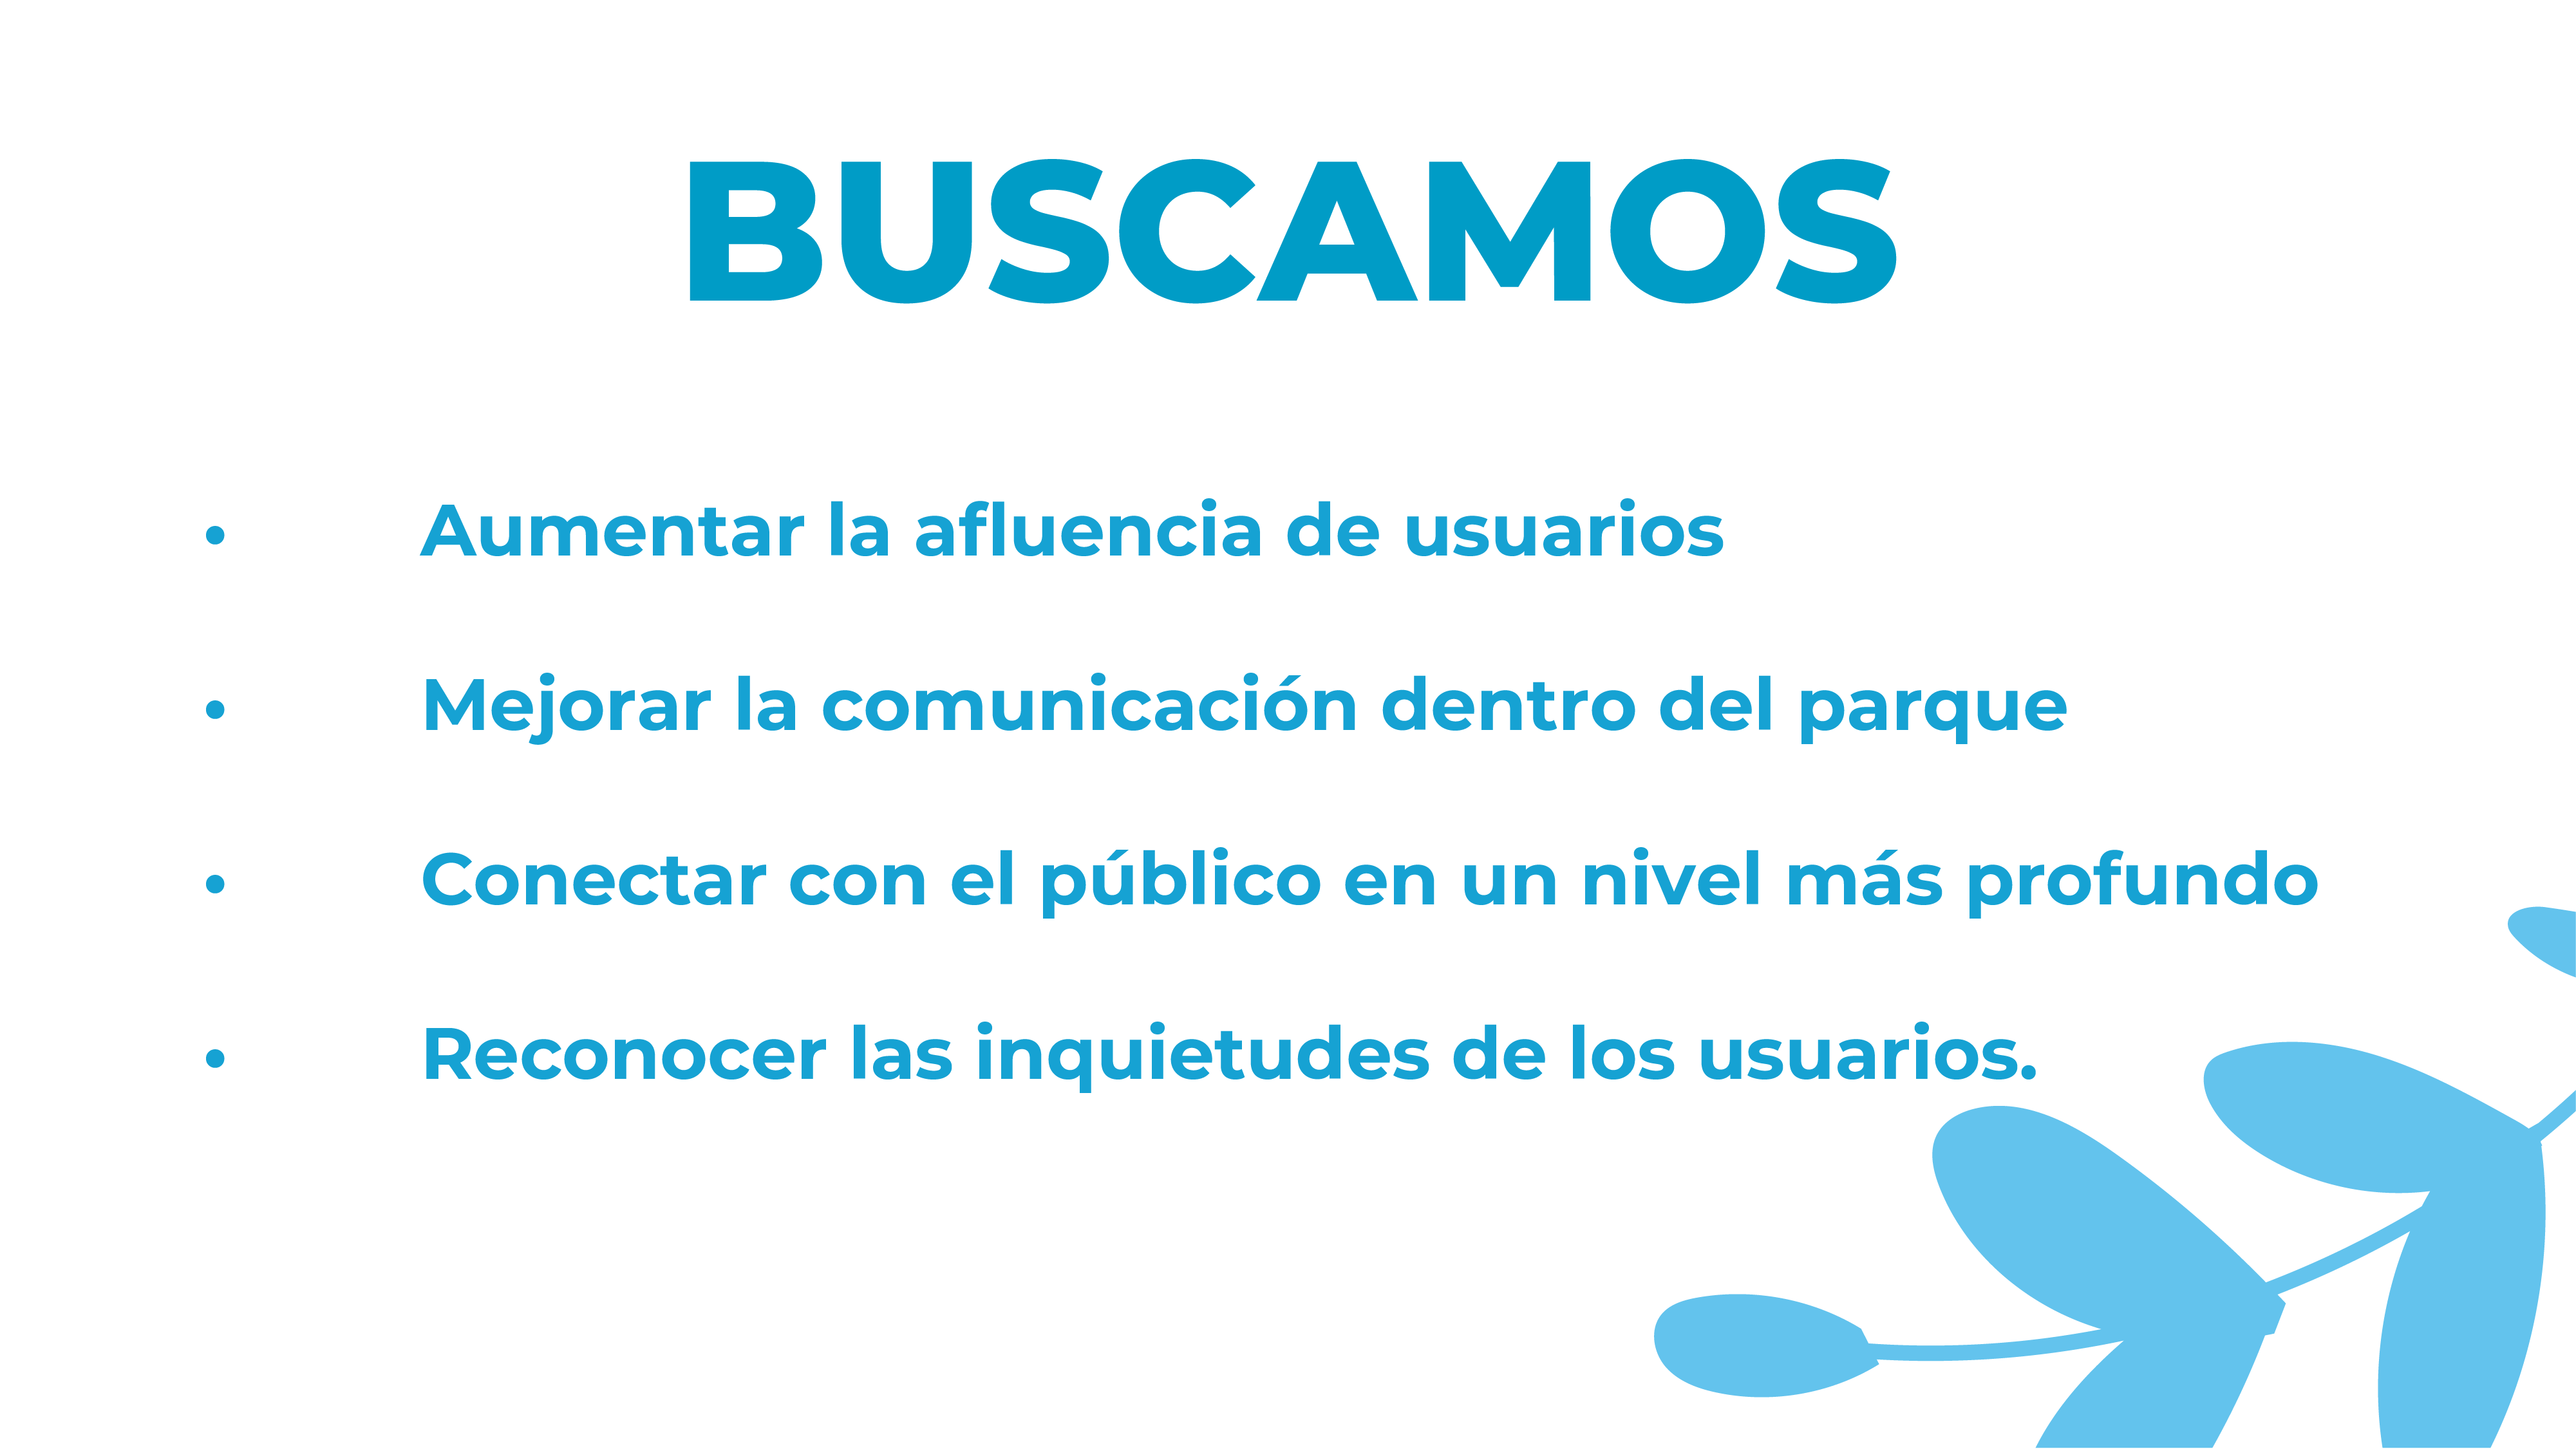 BUSCAMOS
• Aumentar la afluencia de usuarios
• Mejorar la comunicación dentro del parque
• Conectar con el público en un nivel más profundo
• Reconocer las inquietudes de los usuarios.